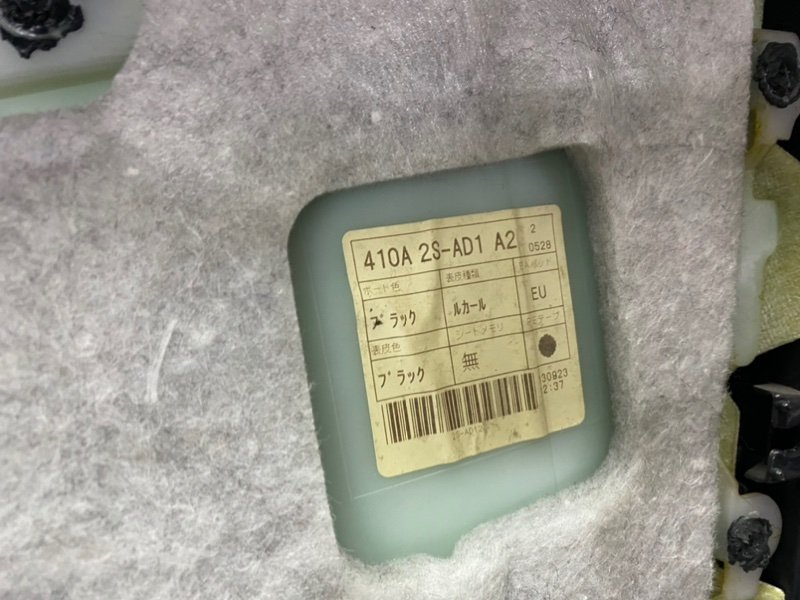 410A 2S-AD1 A2 2 0528
ボード色 表皮種類
ブラック ルカール EU
表皮色 シートメモリ
ブラック 無 ●
30923
2:37